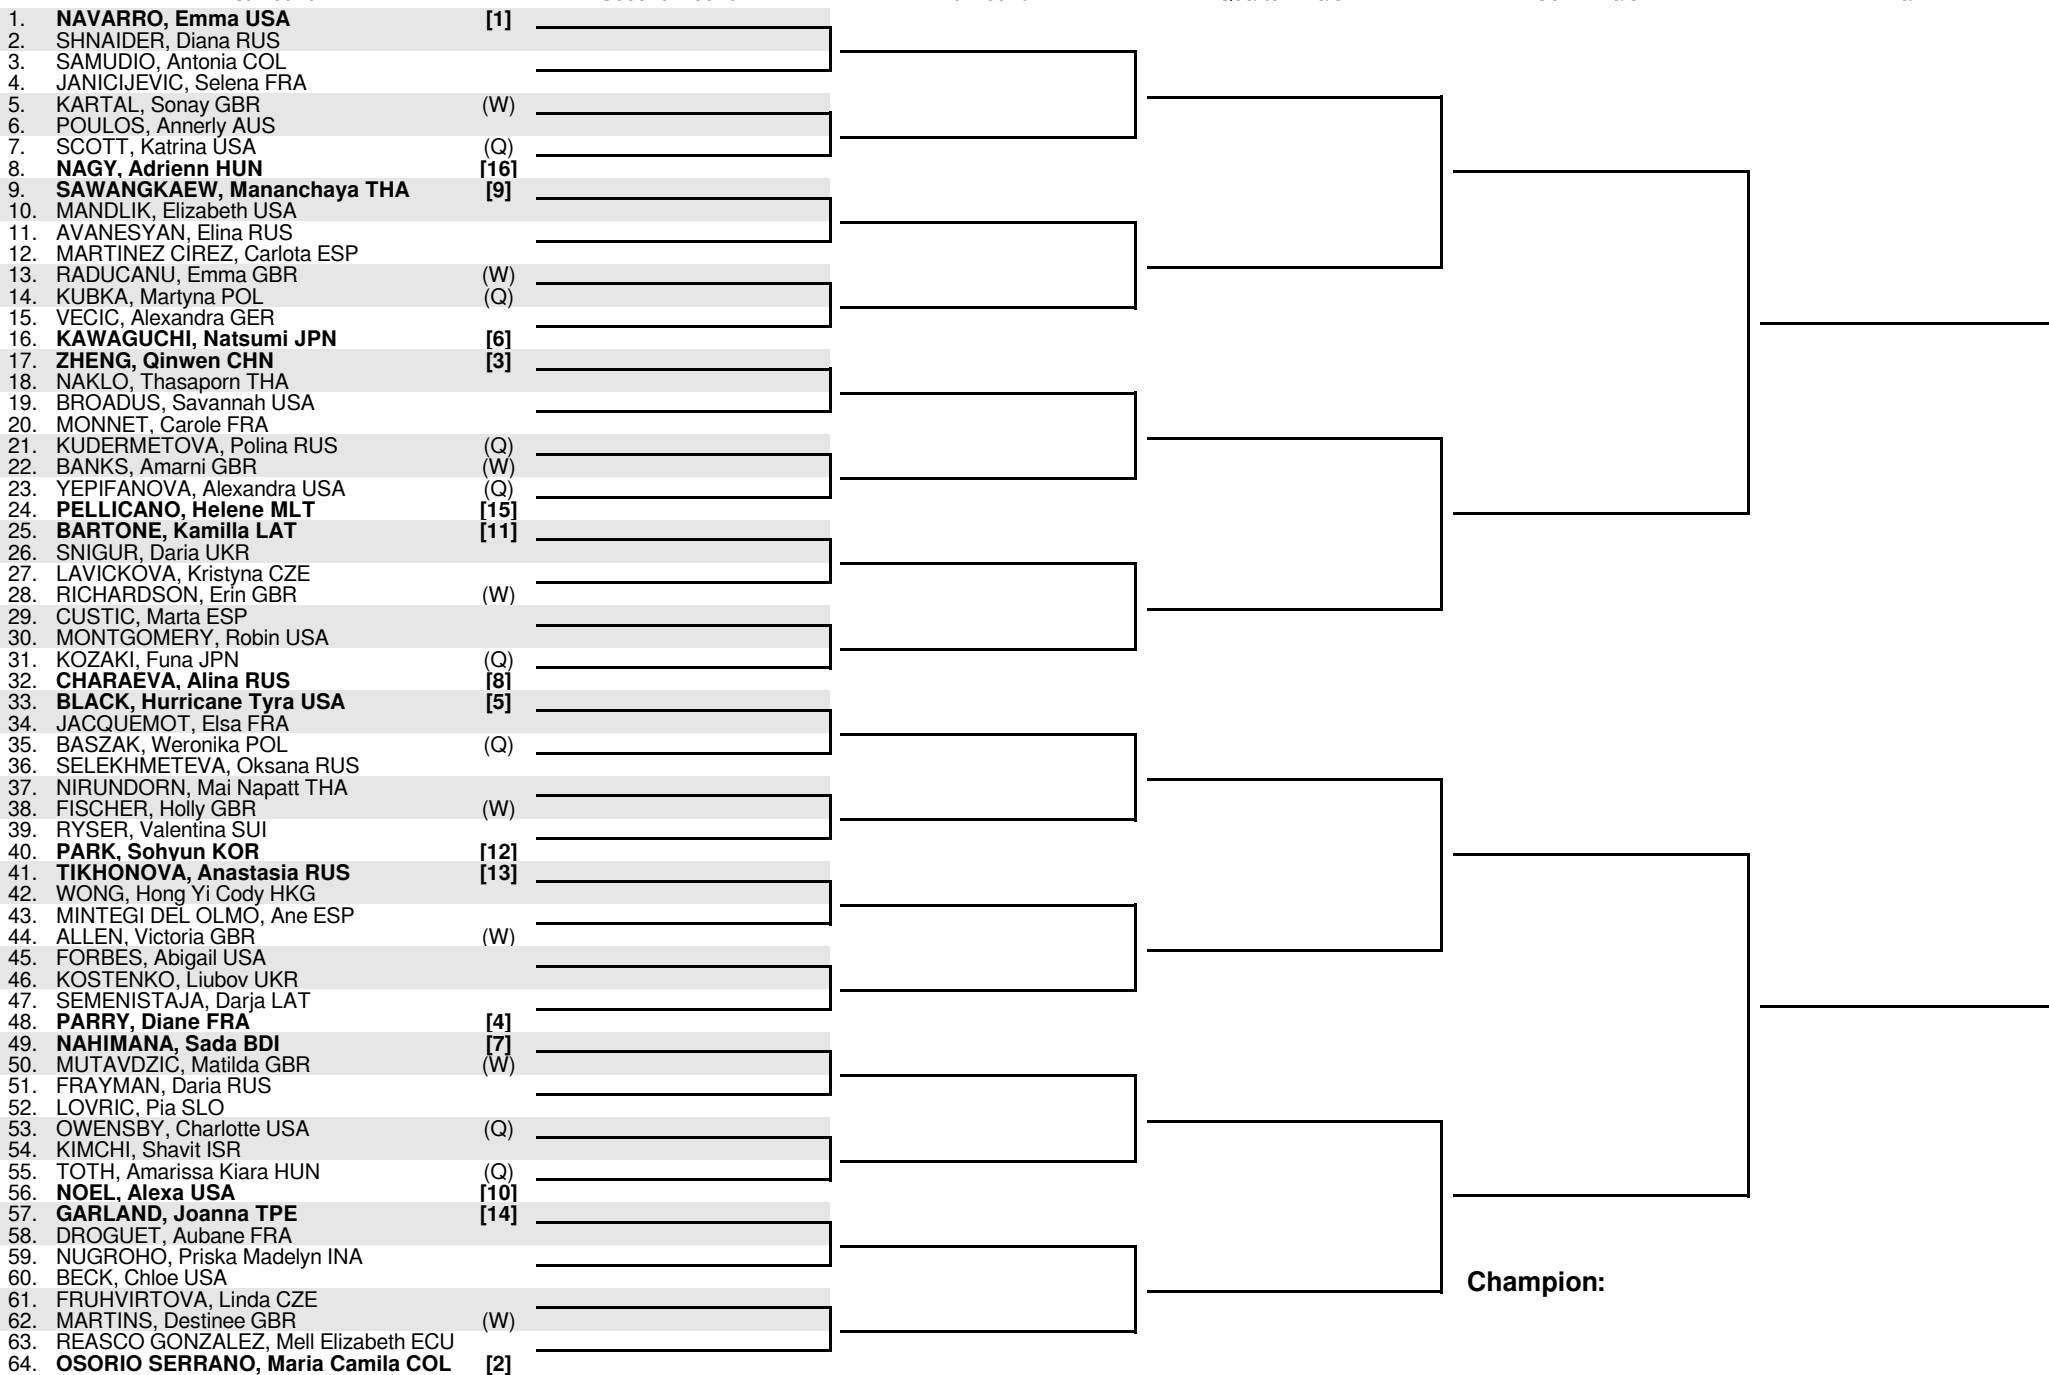 1. NAVARRO, Emma USA [1]
2. SHNAIDER, Diana RUS
3. SAMUDIO, Antonia COL
4. JANICIJEVIC, Selena FRA
5. KARTAL, Sonay GBR (W)
6. POULOS, Annerly AUS
7. SCOTT, Katrina USA (Q)
8. NAGY, Adrienn HUN [16]
9. SAWANGKAEW, Mananchaya THA [9]
10. MANDLIK, Elizabeth USA
11. AVANESYAN, Elina RUS
12. MARTINEZ CIREZ, Carlota ESP
13. RADUCANU, Emma GBR (W)
14. KUBKA, Martyna POL (Q)
15. VECIC, Alexandra GER
16. KAWAGUCHI, Natsumi JPN [6]
17. ZHENG, Qinwen CHN [3]
18. NAKLO, Thasaporn THA
19. BROADUS, Savannah USA
20. MONNET, Carole FRA
21. KUDERMETOVA, Polina RUS (Q)
22. BANKS, Amarni GBR (W)
23. YEPIFANOVA, Alexandra USA (Q)
24. PELLICANO, Helene MLT [15]
25. BARTONE, Kamilla LAT [11]
26. SNIGUR, Daria UKR
27. LAVICKOVA, Kristyna CZE
28. RICHARDSON, Erin GBR (W)
29. CUSTIC, Marta ESP
30. MONTGOMERY, Robin USA
31. KOZAKI, Funa JPN (Q)
32. CHARAEVA, Alina RUS [8]
33. BLACK, Hurricane Tyra USA [5]
34. JACQUEMOT, Elsa FRA
35. BASZAK, Weronika POL (Q)
36. SELEKHMETEVA, Oksana RUS
37. NIRUNDORN, Mai Napatt THA
38. FISCHER, Holly GBR (W)
39. RYSER, Valentina SUI
40. PARK, Sohyun KOR [12]
41. TIKHONOVA, Anastasia RUS [13]
42. WONG, Hong Yi Cody HKG
43. MINTEGI DEL OLMO, Ane ESP
44. ALLEN, Victoria GBR (W)
45. FORBES, Abigail USA
46. KOSTENKO, Liubov UKR
47. SEMENISTAJA, Darja LAT
48. PARRY, Diane FRA [4]
49. NAHIMANA, Sada BDI [7]
50. MUTAVDZIC, Matilda GBR (W)
51. FRAYMAN, Daria RUS
52. LOVRIC, Pia SLO
53. OWENSBY, Charlotte USA (Q)
54. KIMCHI, Shavit ISR
55. TOTH, Amarissa Kiara HUN (Q)
56. NOEL, Alexa USA [10]
57. GARLAND, Joanna TPE [14]
58. DROGUET, Aubane FRA
59. NUGROHO, Priska Madelyn INA
60. BECK, Chloe USA
Champion:
61. FRUHVIRTOVA, Linda CZE
62. MARTINS, Destinee GBR (W)
63. REASCO GONZALEZ, Mell Elizabeth ECU
64. OSORIO SERRANO, Maria Camila COL [2]